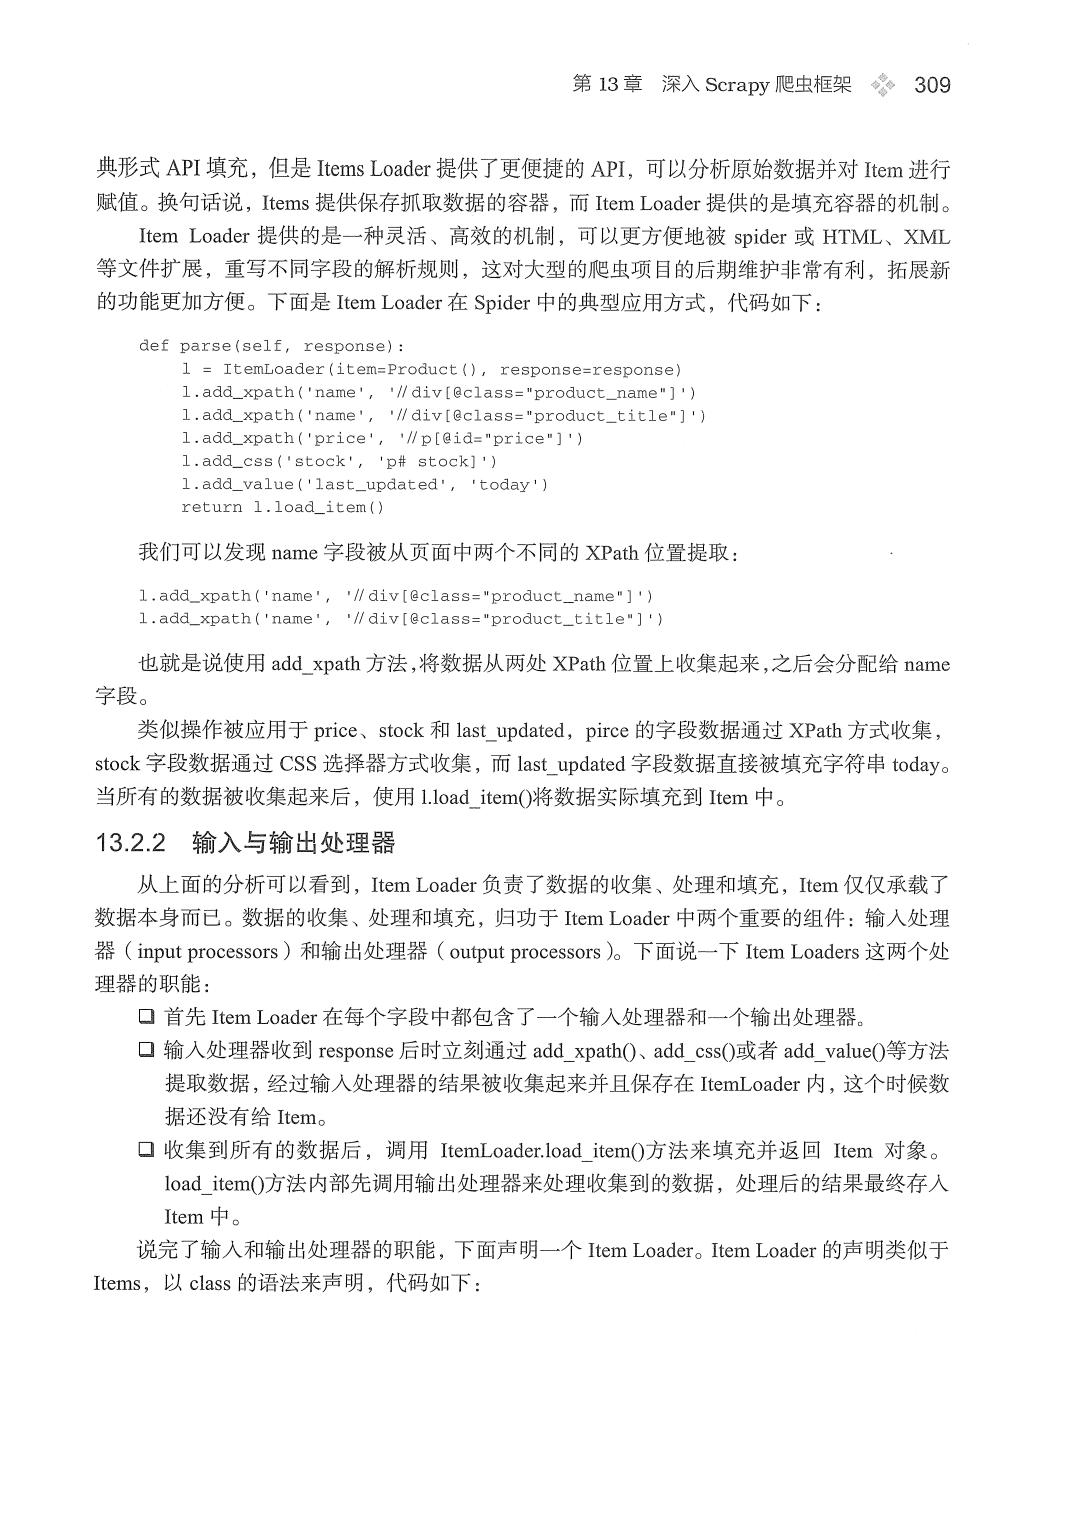 第 13 章 深入 Scrapy 爬虫框架 309
典形式 API 填充，但是 Items Loader 提供了更便捷的 API，可以分析原始数据并对 Item 进行
赋值。换句话说，Items 提供保存抓取数据的容器，而 Item Loader 提供的是填充容器的机制。
Item Loader 提供的是一种灵活、高效的机制，可以更方便地被 spider 或 HTML、XML
等文件扩展，重写不同字段的解析规则，这对大型的爬虫项目的后期维护非常有利，拓展新
的功能更加方便。下面是 Item Loader 在 Spider 中的典型应用方式，代码如下：
def parse(self, response):
l = ItemLoader(item=Product(), response=response)
l.add_xpath('name', '//div[@class="product_name"]')
l.add_xpath('name', '//div[@class="product_title"]')
l.add_xpath('price', '//p[@id="price"]')
l.add_css('stock', 'p# stock]')
l.add_value('last_updated', 'today')
return l.load_item()
我们可以发现 name 字段被从页面中两个不同的 XPath 位置提取：
l.add_xpath('name', '//div[@class="product_name"]')
l.add_xpath('name', '//div[@class="product_title"]')
也就是说使用 add_xpath 方法,将数据从两处 XPath 位置上收集起来,之后会分配给 name
字段。
类似操作被应用于 price、stock 和 last_updated，pirce 的字段数据通过 XPath 方式收集，
stock 字段数据通过 CSS 选择器方式收集，而 last_updated 字段数据直接被填充字符串 today。
当所有的数据被收集起来后，使用 l.load_item()将数据实际填充到 Item 中。
13.2.2 输入与输出处理器
从上面的分析可以看到，Item Loader 负责了数据的收集、处理和填充，Item 仅仅承载了
数据本身而已。数据的收集、处理和填充，归功于 Item Loader 中两个重要的组件：输入处理
器（input processors）和输出处理器（output processors）。下面说一下 Item Loaders 这两个处
理器的职能：
❑ 首先 Item Loader 在每个字段中都包含了一个输入处理器和一个输出处理器。
❑ 输入处理器收到 response 后时立刻通过 add_xpath()、add_css()或者 add_value()等方法
提取数据，经过输入处理器的结果被收集起来并且保存在 ItemLoader 内，这个时候数
据还没有给 Item。
❑ 收集到所有的数据后，调用 ItemLoader.load_item()方法来填充并返回 Item 对象。
load_item()方法内部先调用输出处理器来处理收集到的数据，处理后的结果最终存入
Item 中。
说完了输入和输出处理器的职能，下面声明一个 Item Loader。Item Loader 的声明类似于
Items，以 class 的语法来声明，代码如下：